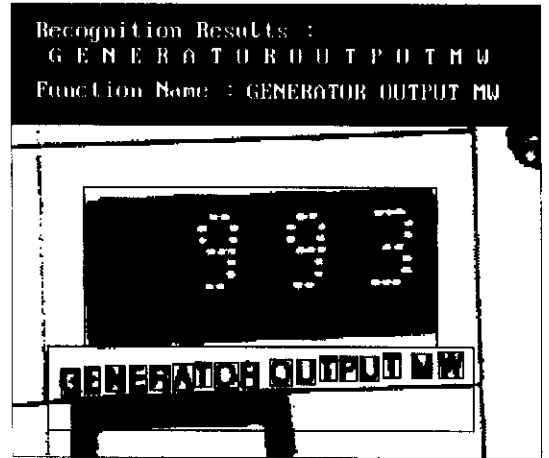 Recognition Results :
G E N E R A T O R O U T P O T M W
Function Name : GENERATOR OUTPUT MW
993
GENERATOR OUTPUT MW